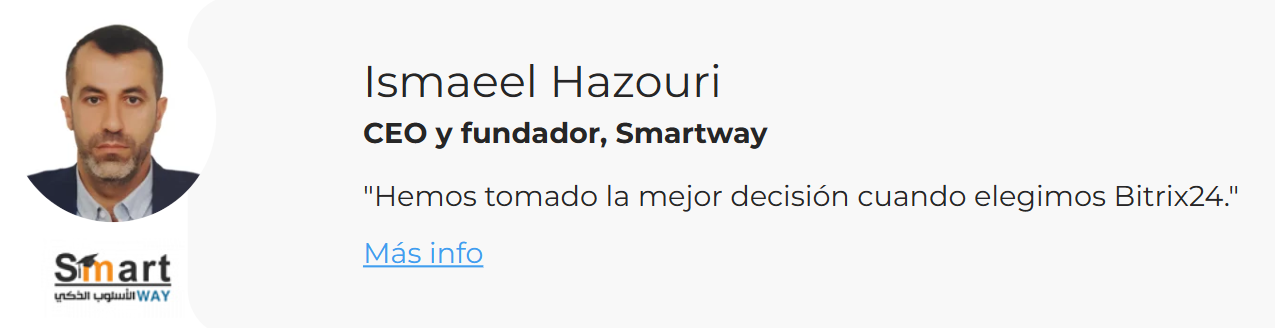 Ismaeel Hazouri
CEO y fundador, Smartway
"Hemos tomado la mejor decisión cuando elegimos Bitrix24."
Más info
Smart
الأسلوب الذكي WAY